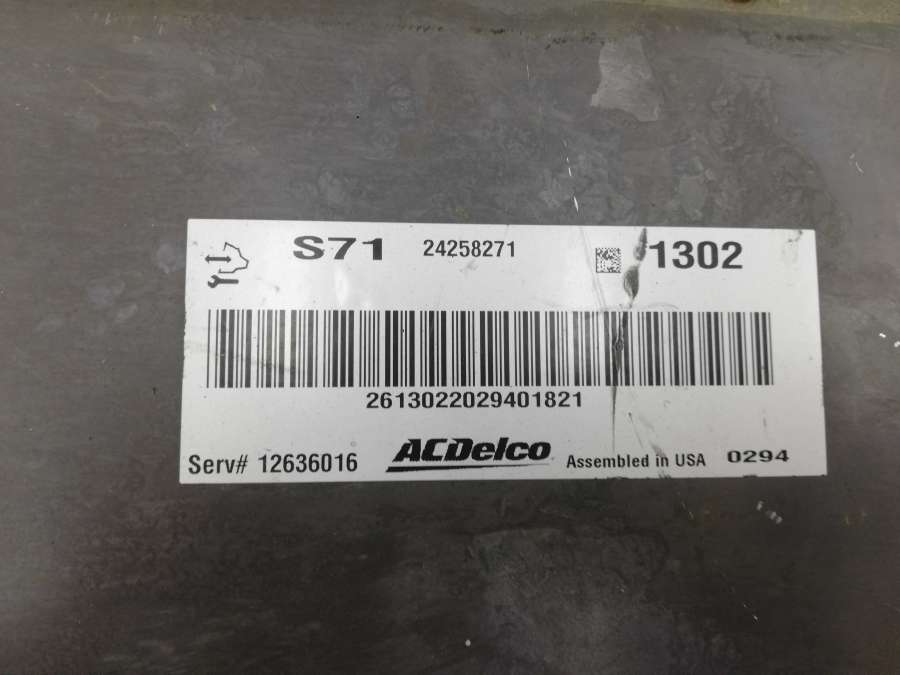 S71 24258271 1302
2613022029401821
Serv# 12636016 ACDelco Assembled in USA 0294